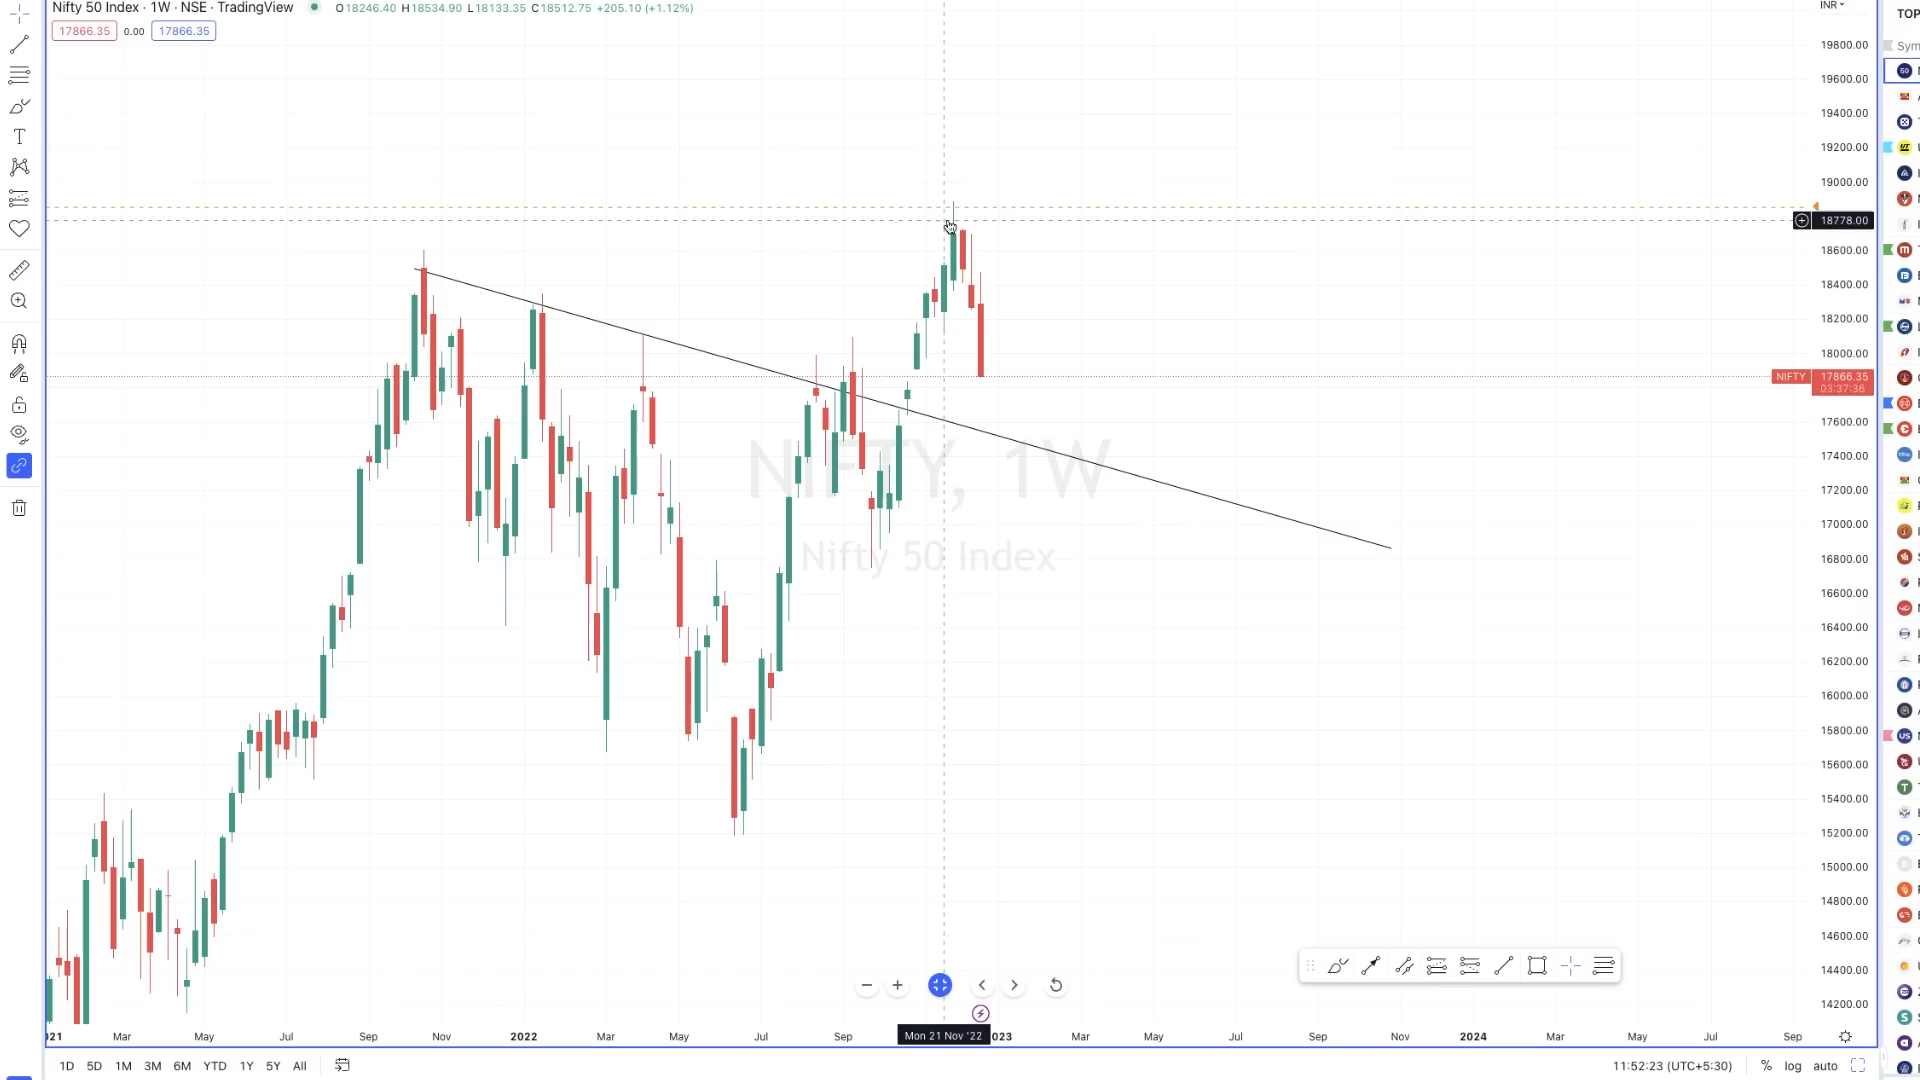 Nifty 50 Index · 1W · NSE · TradingView O18246.40 H18534.90 L18133.35 C18512.75 +205.10 (+1.12%)
INR
TOP
17866.35 0.00 17866.35
19800.00
Sym
19600.00
19400.00
19200.00
19000.00
18778.00
18600.00
18400.00
18200.00
18000.00
NIFTY 17866.35
03:37:36
17600.00
NIFTY, 1W
17400.00
17200.00
17000.00
Nifty 50 Index
16800.00
16600.00
16400.00
16200.00
16000.00
15800.00
15600.00
15400.00
15200.00
15000.00
14800.00
14600.00
14400.00
14200.00
021 Mar May Jul Sep Nov 2022 Mar May Jul Sep Mon 21 Nov '22 023 Mar May Jul Sep Nov 2024 Mar May Jul Sep
1D 5D 1M 3M 6M YTD 1Y 5Y All 11:52:23 (UTC+5:30) % log auto